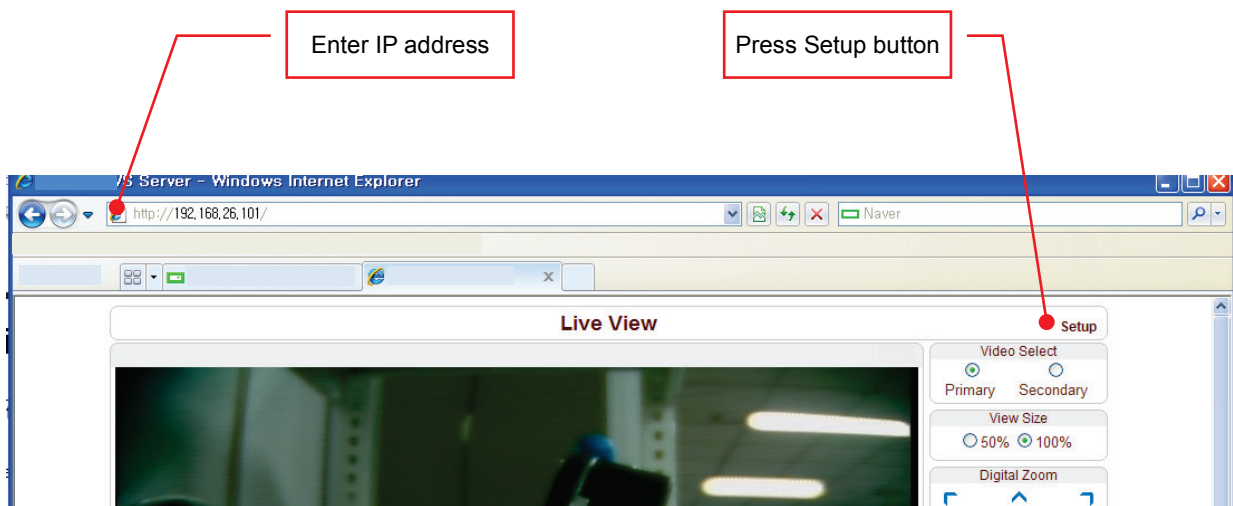 Enter IP address
Press Setup button
/S Server - Windows Internet Explorer
http://192,168,26,101/
Naver
x
Live View
Setup
Video Select
Primary Secondary
View Size
50% 100%
Digital Zoom